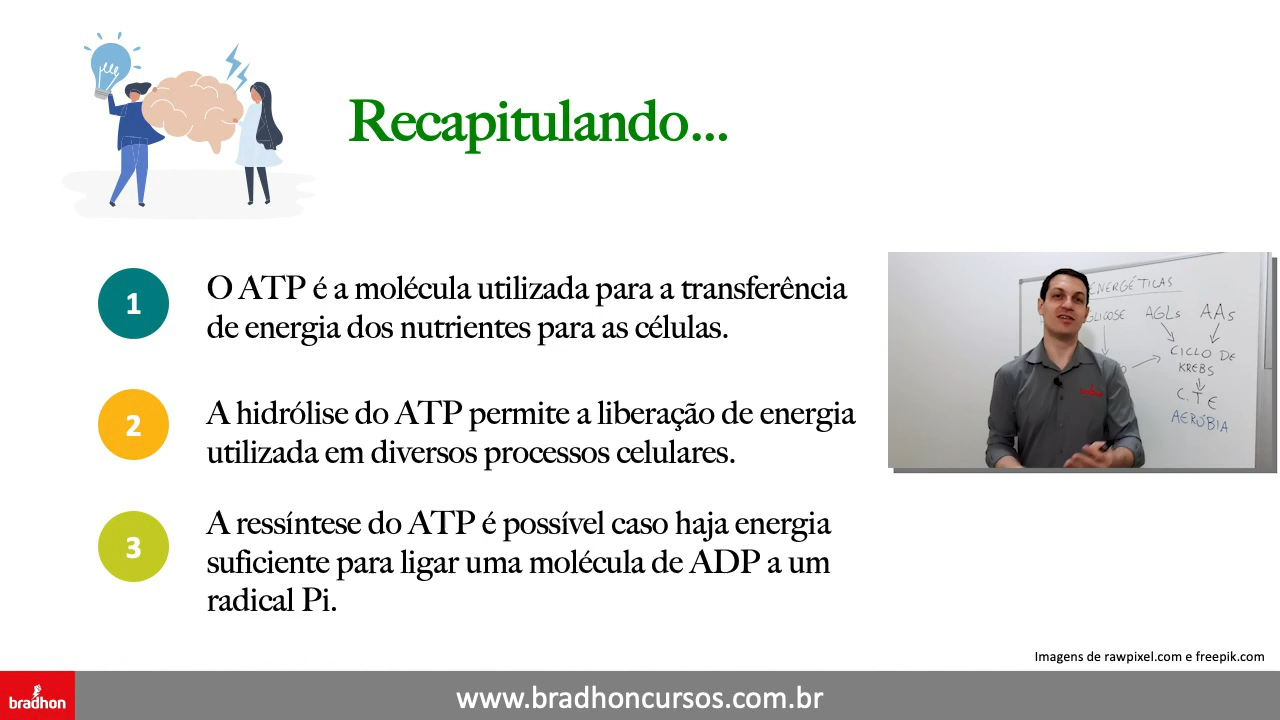 Recapitulando...
1
O ATP é a molécula utilizada para a transferência
de energia dos nutrientes para as células.
2
A hidrólise do ATP permite a liberação de energia
utilizada em diversos processos celulares.
3
A ressíntese do ATP é possível caso haja energia
suficiente para ligar uma molécula de ADP a um
radical Pi.
ENERGÉTICAS
GLICOSE AGLs AAs
CICLO DE
KREBS
C.T.E
AERÓBIA
Imagens de rawpixel.com e freepik.com
bradhon
www.bradhoncursos.com.br